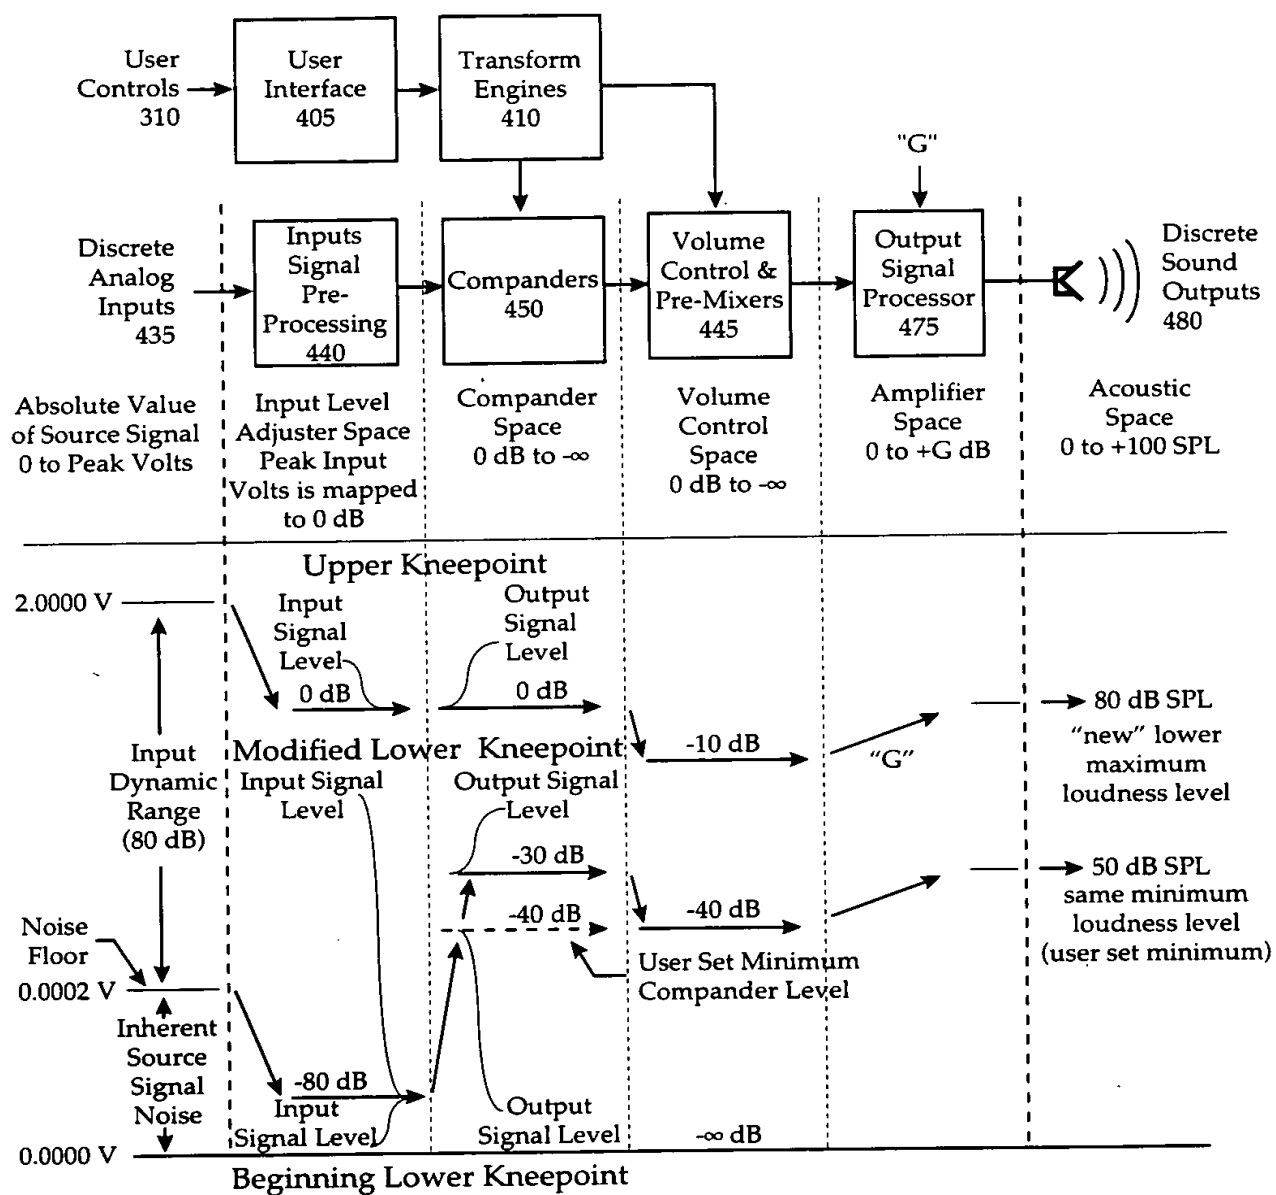 User
Controls
310
User
Interface
405
Transform
Engines
410
"G"
Discrete
Analog
Inputs
435
Inputs
Signal
Pre-
Processing
440
Companders
450
Volume
Control &
Pre-Mixers
445
Output
Signal
Processor
475
Discrete
Sound
Outputs
480
Absolute Value
of Source Signal
0 to Peak Volts
Input Level
Adjuster Space
Peak Input
Volts is mapped
to 0 dB
Compander
Space
0 dB to -∞
Volume
Control
Space
0 dB to -∞
Amplifier
Space
0 to +G dB
Acoustic
Space
0 to +100 SPL
Upper Kneepoint
2.0000 V
Input
Signal
Level
0 dB
Output
Signal
Level
0 dB
-10 dB
"G"
80 dB SPL
"new" lower
maximum
loudness level
Input
Dynamic
Range
(80 dB)
Modified Lower Kneepoint
Input Signal
Level
Output Signal
Level
-30 dB
-40 dB
-40 dB
50 dB SPL
same minimum
loudness level
(user set minimum)
User Set Minimum
Compander Level
Noise
Floor
0.0002 V
Inherent
Source
Signal
Noise
-80 dB
Input
Signal Level
Output
Signal Level
-∞ dB
0.0000 V
Beginning Lower Kneepoint